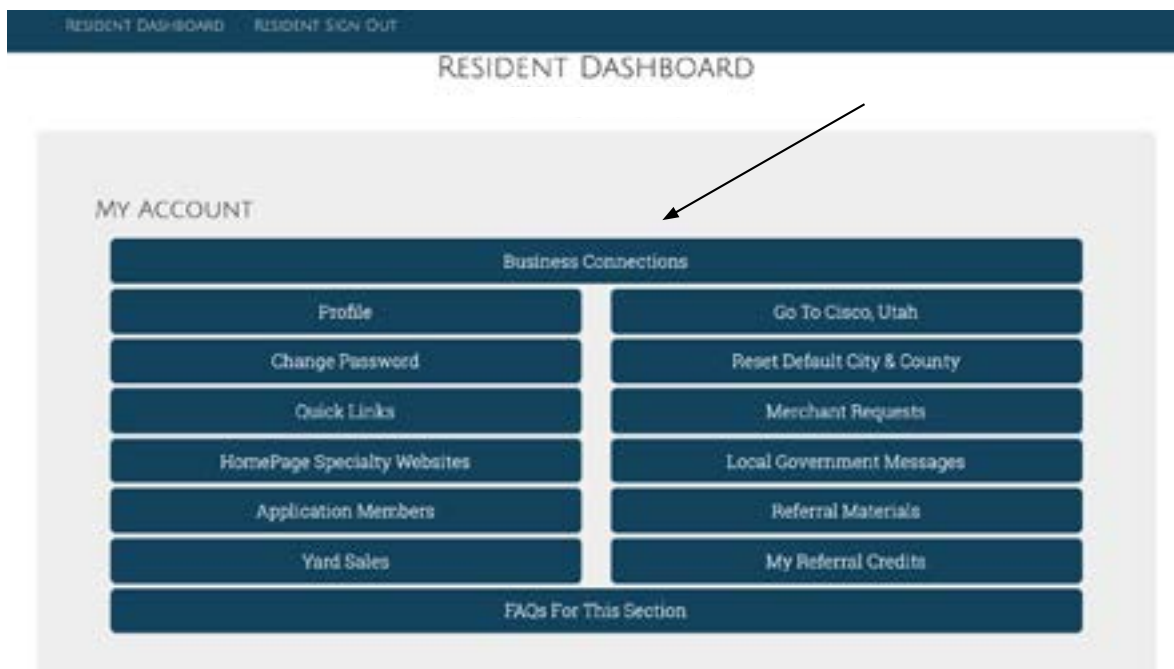 Resident Dashboard Resident Sign Out
Resident Dashboard
My Account
Business Connections
Profile Go To Cisco, Utah
Change Password Reset Default City & County
Quick Links Merchant Requests
HomePage Specialty Websites Local Government Messages
Application Members Referral Materials
Yard Sales My Referral Credits
FAQs For This Section